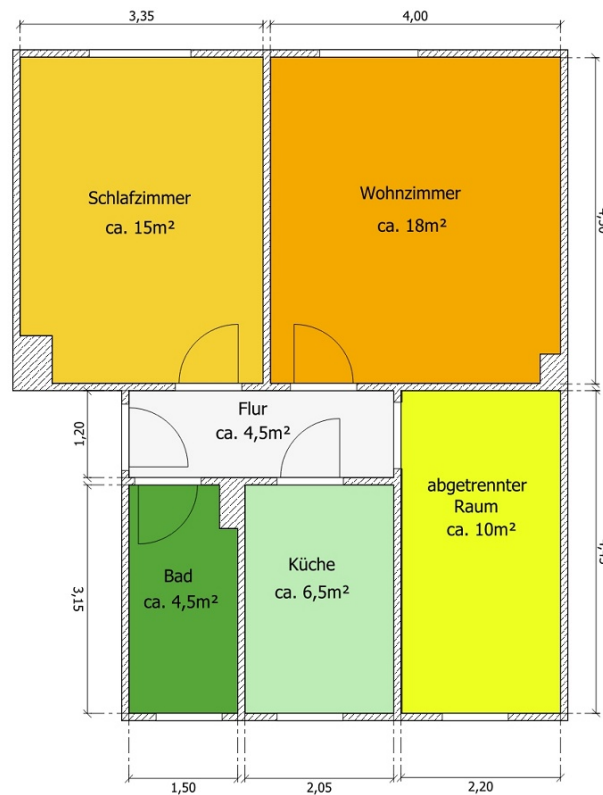 3,35
4,00
Schlafzimmer
ca. 15m²
Wohnzimmer
ca. 18m²
Flur
ca. 4,5m²
1,20
abgetrennter
Raum
ca. 10m²
Bad
ca. 4,5m²
Küche
ca. 6,5m²
3,15
1,50
2,05
2,20